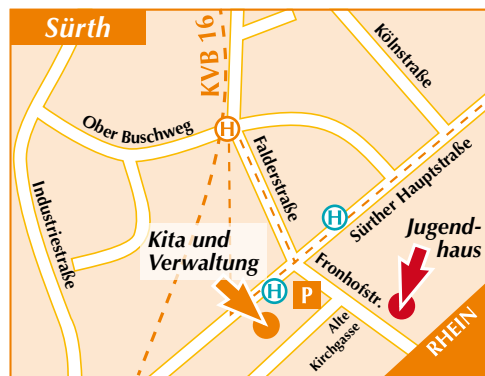 Sürth
KVB 16
Kölnstraße
H
Ober Buschweg
Falderstraße
Industriestraße
Sürther Hauptstraße
H
Kita und
Verwaltung
Jugend-
haus
Fronhofstr.
H
P
Alte
Kirchgasse
RHEIN